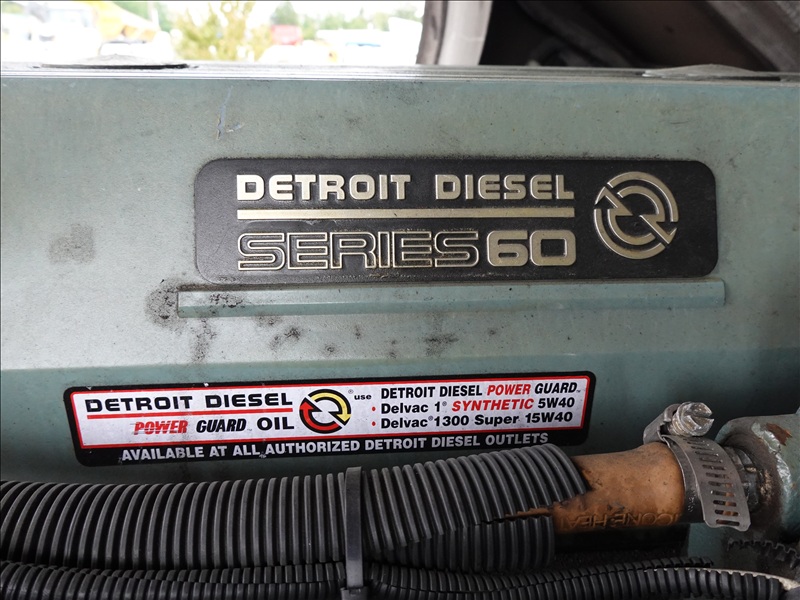 DETROIT DIESEL
SERIES 60
DETROIT DIESEL
POWER GUARD OIL
® use DETROIT DIESEL POWER GUARD™
• Delvac 1® SYNTHETIC 5W40
• Delvac® 1300 Super 15W40
AVAILABLE AT ALL AUTHORIZED DETROIT DIESEL OUTLETS